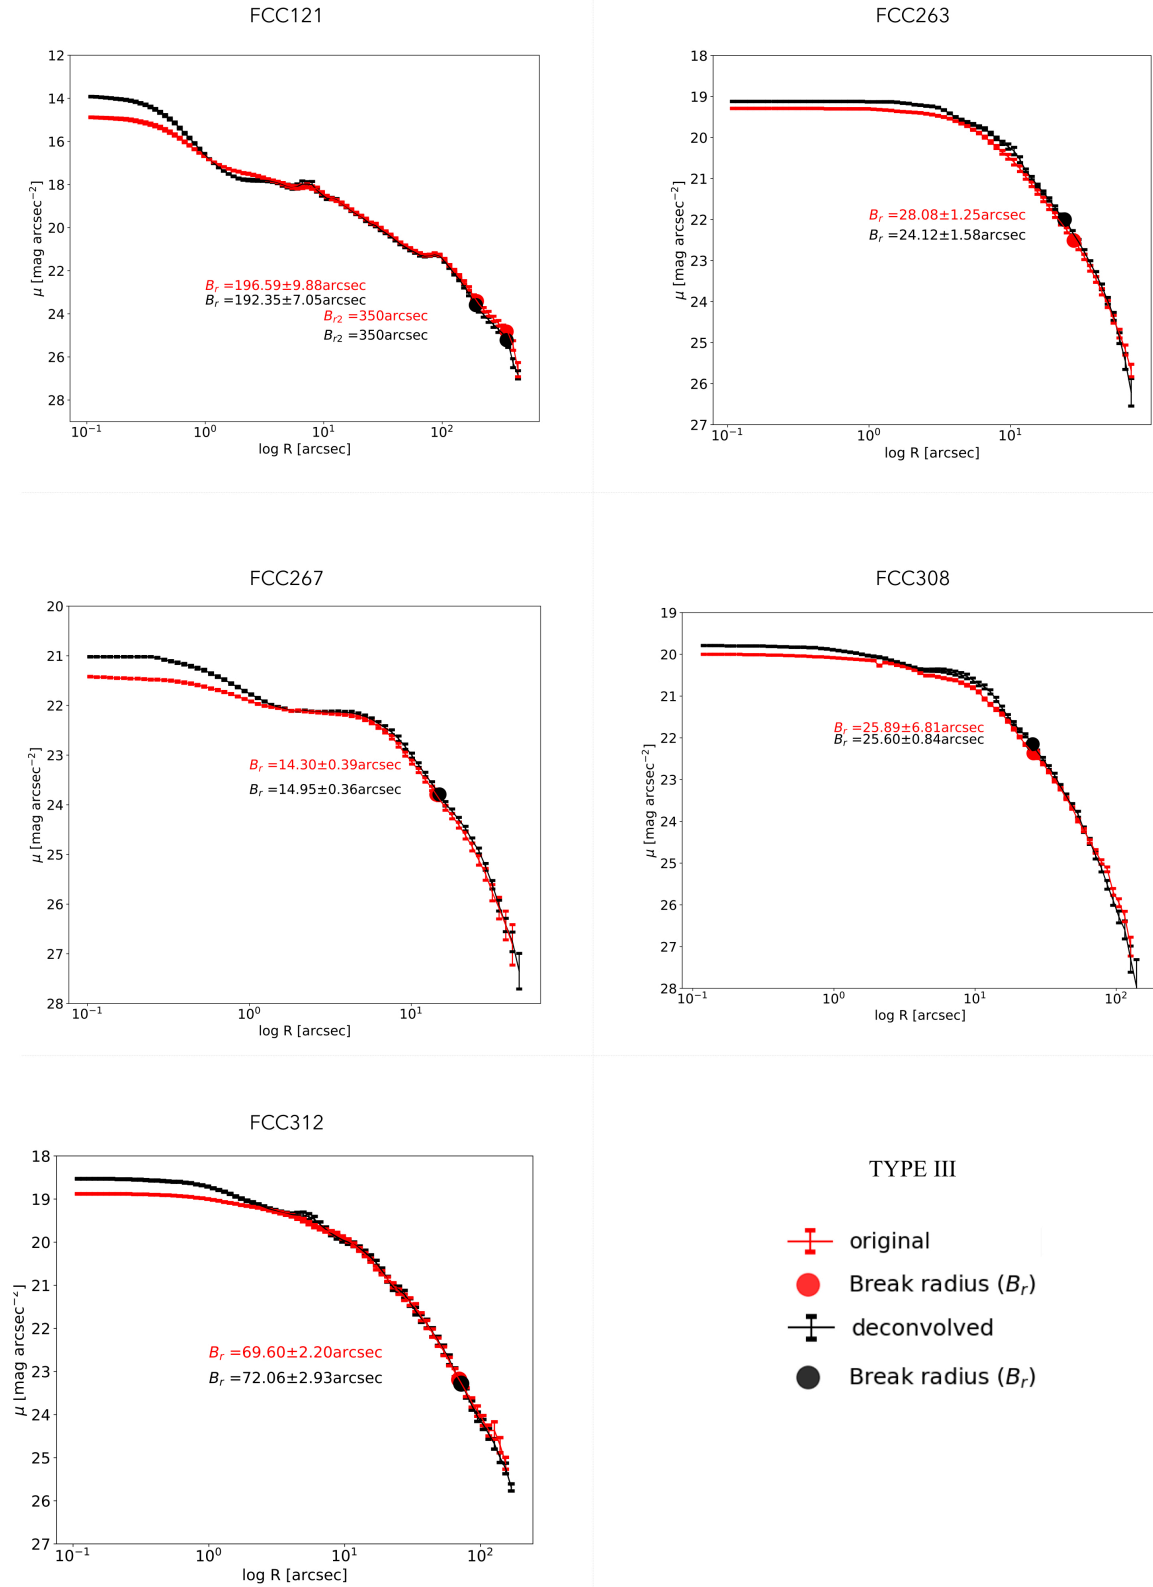 FCC121
12
14
16
18
20
22
24
26
28
μ [mag arcsec⁻²]
B_r =196.59±9.88arcsec
B_r =192.35±7.05arcsec
B_r2 =350arcsec
B_r2 =350arcsec
10⁻¹ 10⁰ 10¹ 10²
log R [arcsec]
FCC263
18
19
20
21
22
23
24
25
26
27
μ [mag arcsec⁻²]
B_r =28.08±1.25arcsec
B_r =24.12±1.58arcsec
10⁻¹ 10⁰ 10¹
log R [arcsec]
FCC267
20
21
22
23
24
25
26
27
28
μ [mag arcsec⁻²]
B_r =14.30±0.39arcsec
B_r =14.95±0.36arcsec
10⁻¹ 10⁰ 10¹
log R [arcsec]
FCC308
19
20
21
22
23
24
25
26
27
28
μ [mag arcsec⁻²]
B_r =25.89±6.81arcsec
B_r =25.60±0.84arcsec
10⁻¹ 10⁰ 10¹ 10²
log R [arcsec]
FCC312
18
19
20
21
22
23
24
25
26
27
μ [mag arcsec⁻²]
B_r =69.60±2.20arcsec
B_r =72.06±2.93arcsec
10⁻¹ 10⁰ 10¹ 10²
log R [arcsec]
TYPE III
original
Break radius (B_r)
deconvolved
Break radius (B_r)